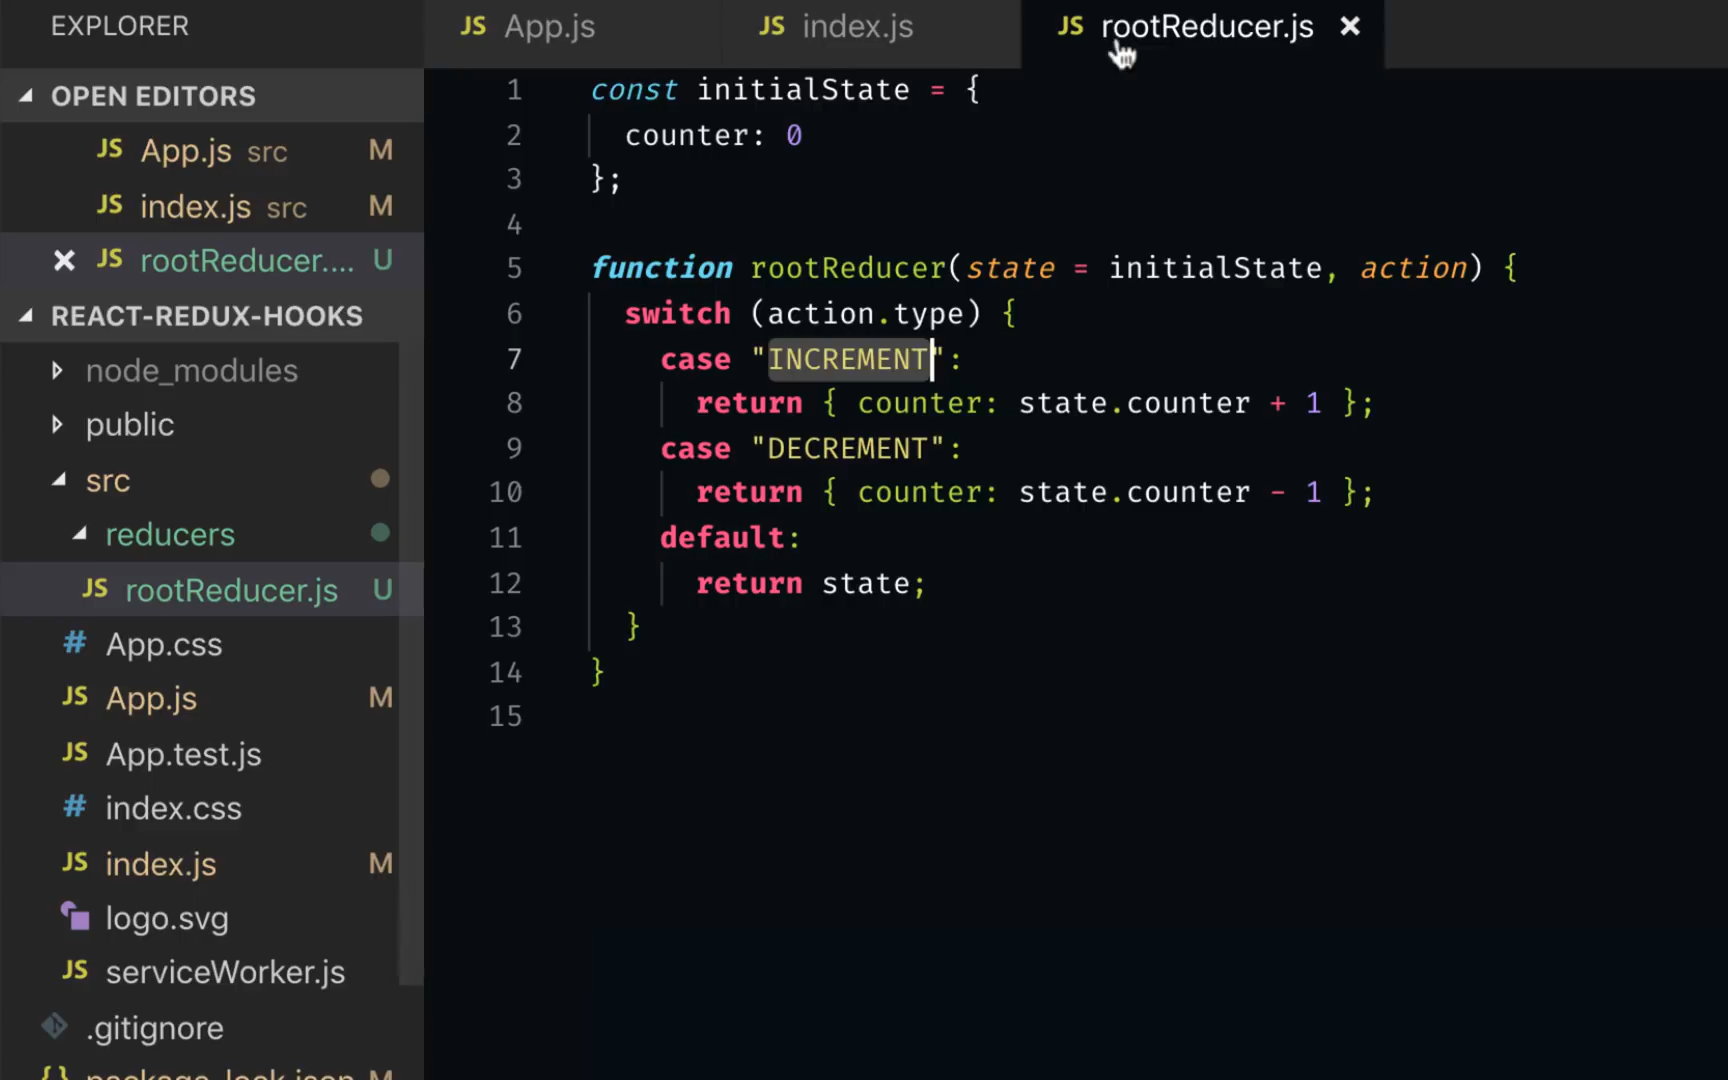 EXPLORER
OPEN EDITORS
JS App.js src M
JS index.js src M
JS rootReducer.... U
REACT-REDUX-HOOKS
node_modules
public
src
reducers
JS rootReducer.js U
# App.css
JS App.js M
JS App.test.js
# index.css
JS index.js M
logo.svg
JS serviceWorker.js
.gitignore
{} package-lock.json M
JS App.js
JS index.js
JS rootReducer.js
1 const initialState = {
2 counter: 0
3 };
4
5 function rootReducer(state = initialState, action) {
6 switch (action.type) {
7 case "INCREMENT":
8 return { counter: state.counter + 1 };
9 case "DECREMENT":
10 return { counter: state.counter - 1 };
11 default:
12 return state;
13 }
14 }
15